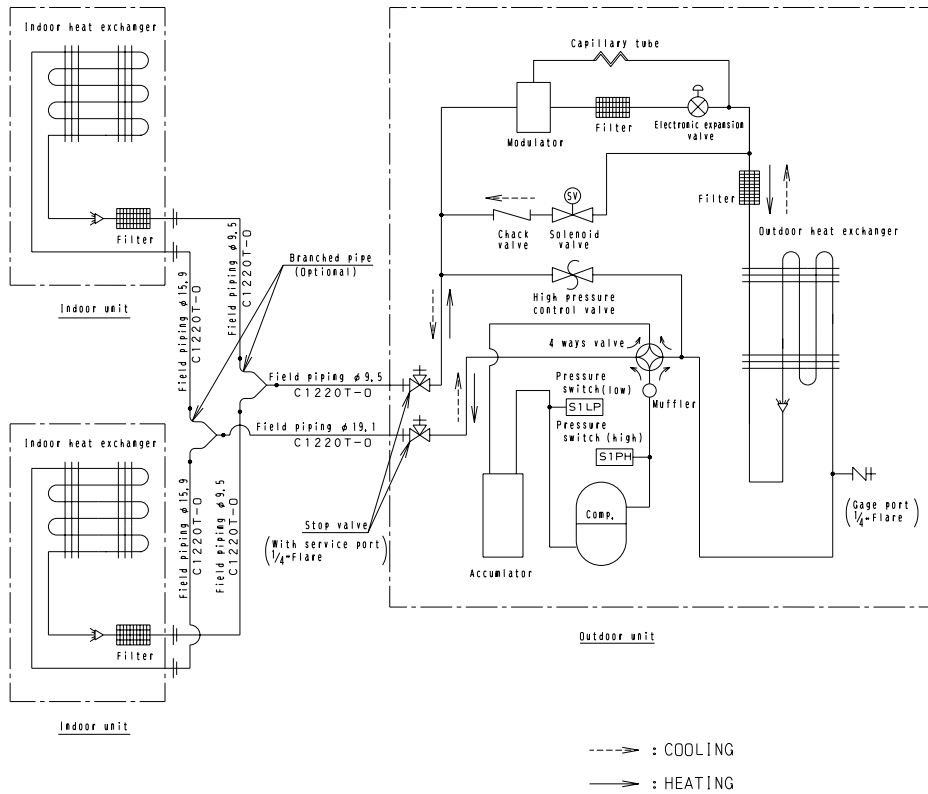 Indoor heat exchanger
Filter
Indoor unit
Field piping φ15.9
C1220T-O
Field piping φ9.5
C1220T-O
Branched pipe
(Optional)
Field piping φ9.5
C1220T-O
Field piping φ19.1
C1220T-O
Indoor heat exchanger
Filter
Indoor unit
Field piping φ15.9
C1220T-O
Field piping φ9.5
C1220T-O
Stop valve
(With service port
1/4"Flare)
Capillary tube
Modulator
Filter
Electronic expansion
valve
SV
Chack
valve
Solenoid
valve
Filter
Outdoor heat exchanger
High pressure
control valve
4 ways valve
Pressure
switch (low)
S1LP
Muffler
Pressure
switch (high)
S1PH
Comp.
Accumlator
(Gage port
1/4"Flare)
Outdoor unit
: COOLING
: HEATING